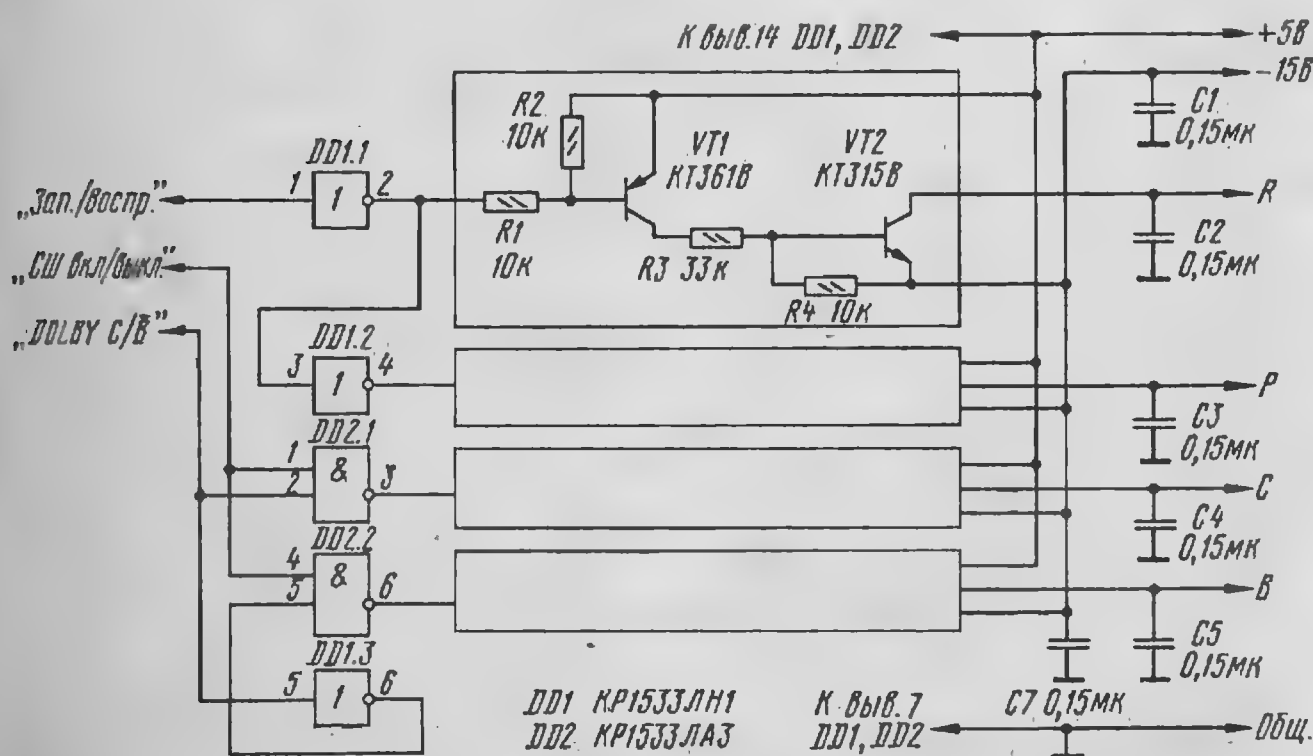 К выв.14 DD1, DD2
+5В
-15В
R2
10к
C1
0,15мк
DD1.1
VT1
КТ361В
VT2
КТ315В
1
1
2
„Зап./воспр.”
R
R1
10к
C2
0,15мк
R3 33к
„СШ вкл/выкл.”
R4 10к
„DOLBY C/B”
DD1.2
3
1
4
P
C3
0,15мк
DD2.1
1
&
2
3
C
C4
0,15мк
DD2.2
4
&
5
6
B
C5
0,15мк
DD1.3
5
1
6
DD1 КР1533ЛН1
DD2 КР1533ЛА3
К выв.7
DD1, DD2
C7 0,15мк
Общ.